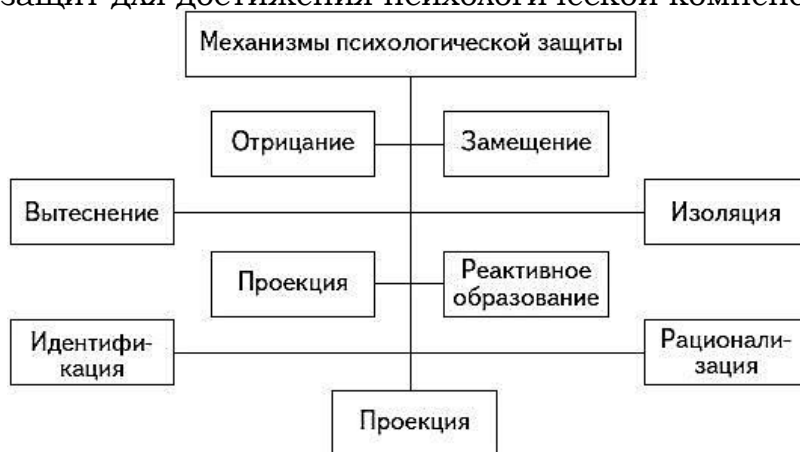 защит для достижения психологической
Механизмы психологической защиты
Отрицание
Замещение
Вытеснение
Изоляция
Проекция
Реактивное
образование
Идентифи-
кация
Рационали-
зация
Проекция